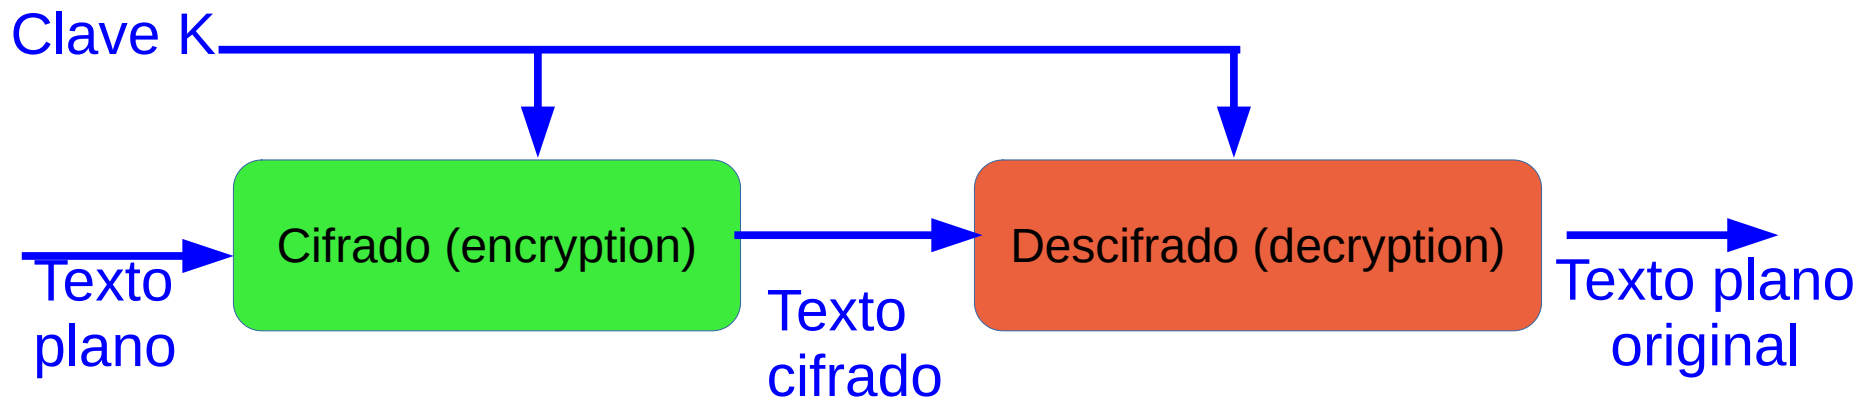 Clave K
Cifrado (encryption)
Descifrado (decryption)
Texto
plano
Texto
cifrado
Texto plano
original